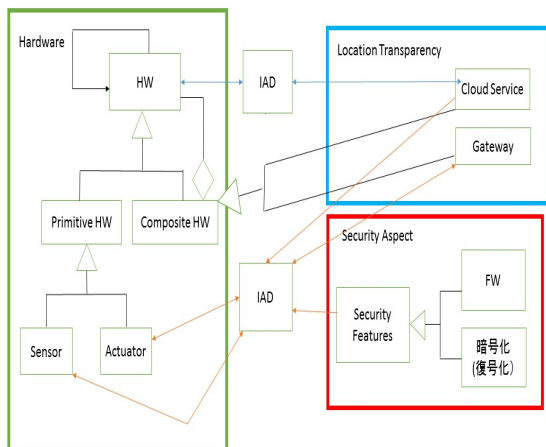 Hardware
HW
IAD
Location Transparency
Cloud Service
Gateway
Primitive HW
Composite HW
Security Aspect
IAD
FW
Security
Features
Sensor
Actuator
暗号化
(復号化)